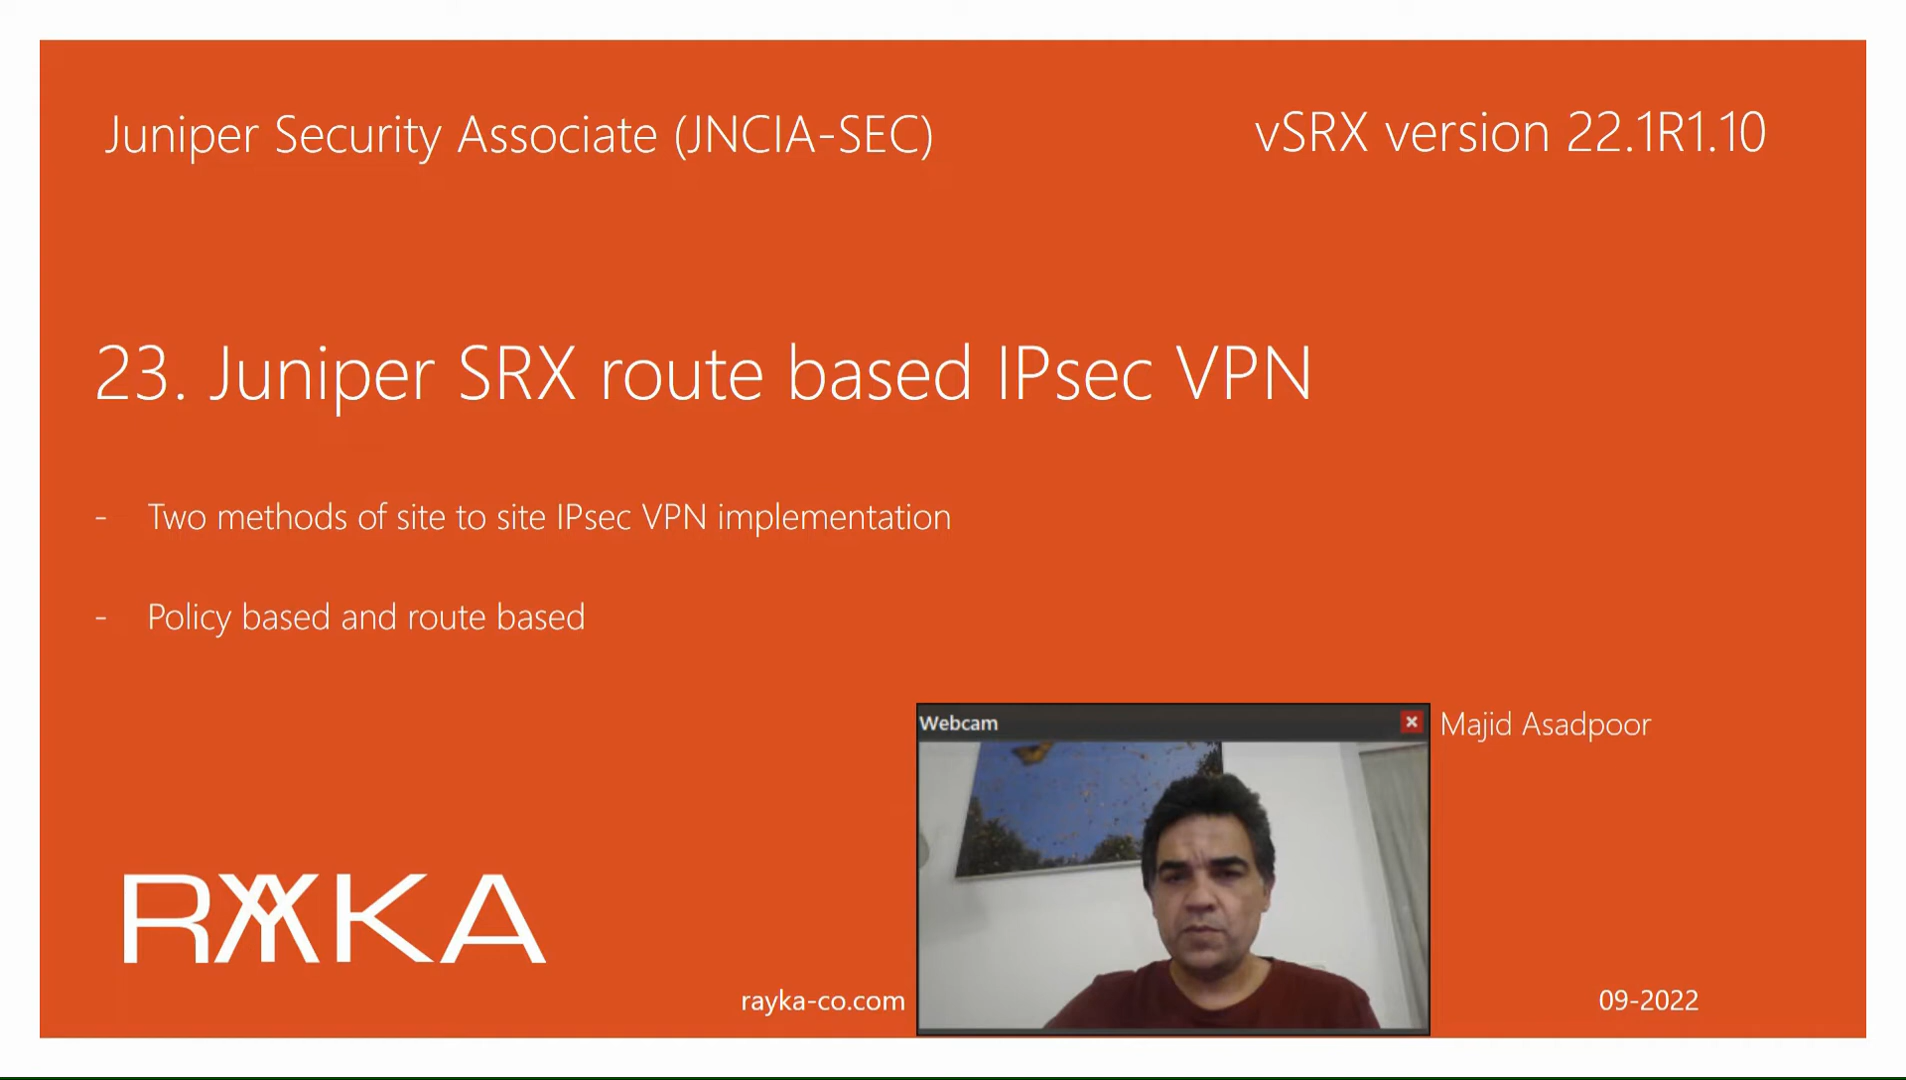 Juniper Security Associate (JNCIA-SEC)
vSRX version 22.1R1.10
23. Juniper SRX route based IPsec VPN
- Two methods of site to site IPsec VPN implementation
- Policy based and route based
Webcam
Majid Asadpoor
RAYKA
rayka-co.com
09-2022